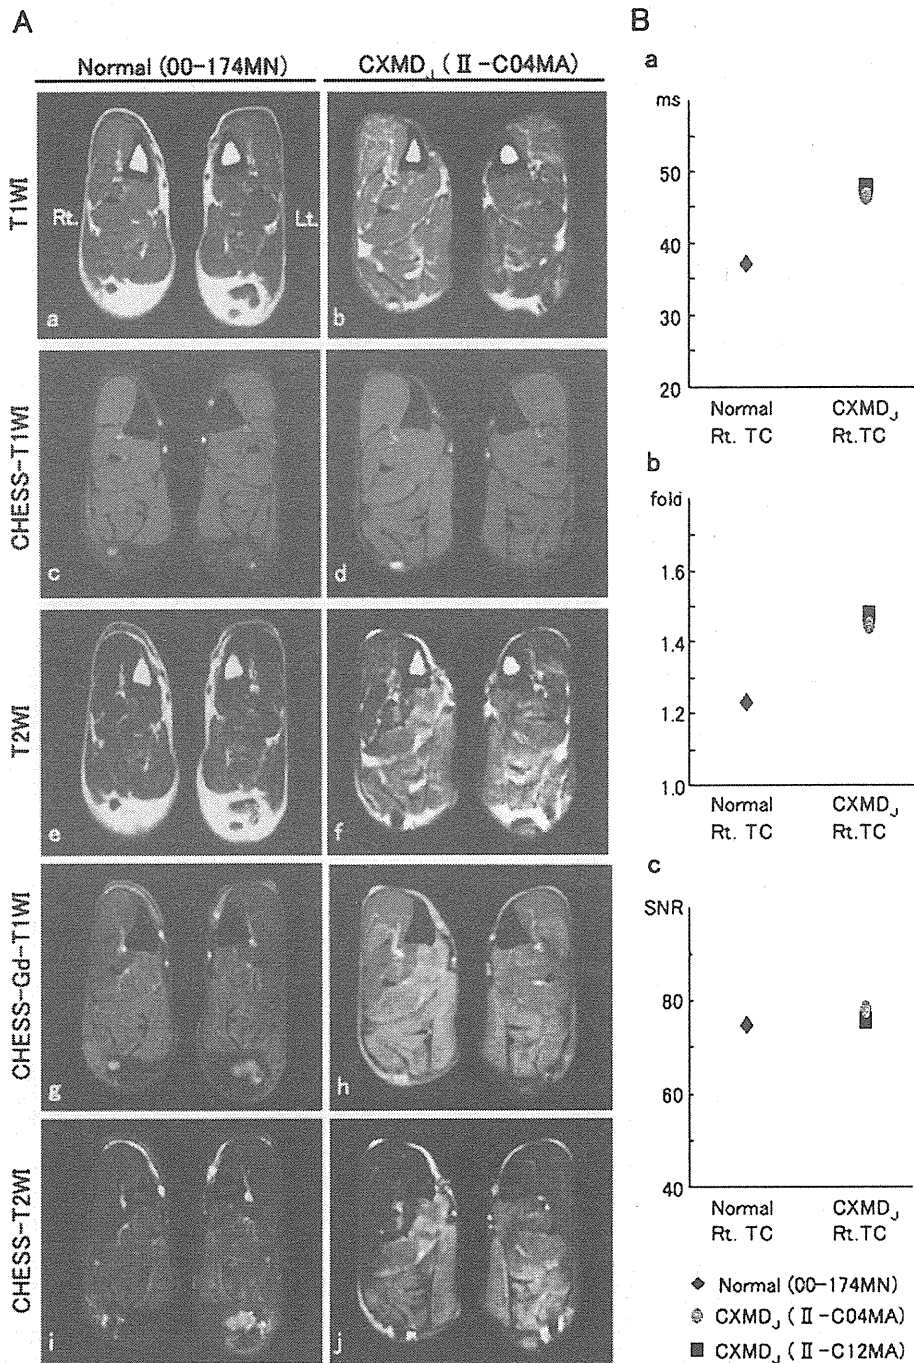 A
Normal (00-174MN)
CXMDJ (Ⅱ-C04MA)
T1WI
Rt.
Lt.
a
b
CHESS-T1WI
c
d
T2WI
e
f
CHESS-Gd-T1WI
g
h
CHESS-T2WI
i
j
B
a
ms
50
40
30
20
Normal
Rt. TC
CXMDJ
Rt.TC
b
fold
1.6
1.4
1.2
1.0
Normal
Rt. TC
CXMDJ
Rt.TC
c
SNR
80
60
40
Normal
Rt. TC
CXMDJ
Rt.TC
Normal (00-174MN)
CXMDJ (Ⅱ-C04MA)
CXMDJ (Ⅱ-C12MA)